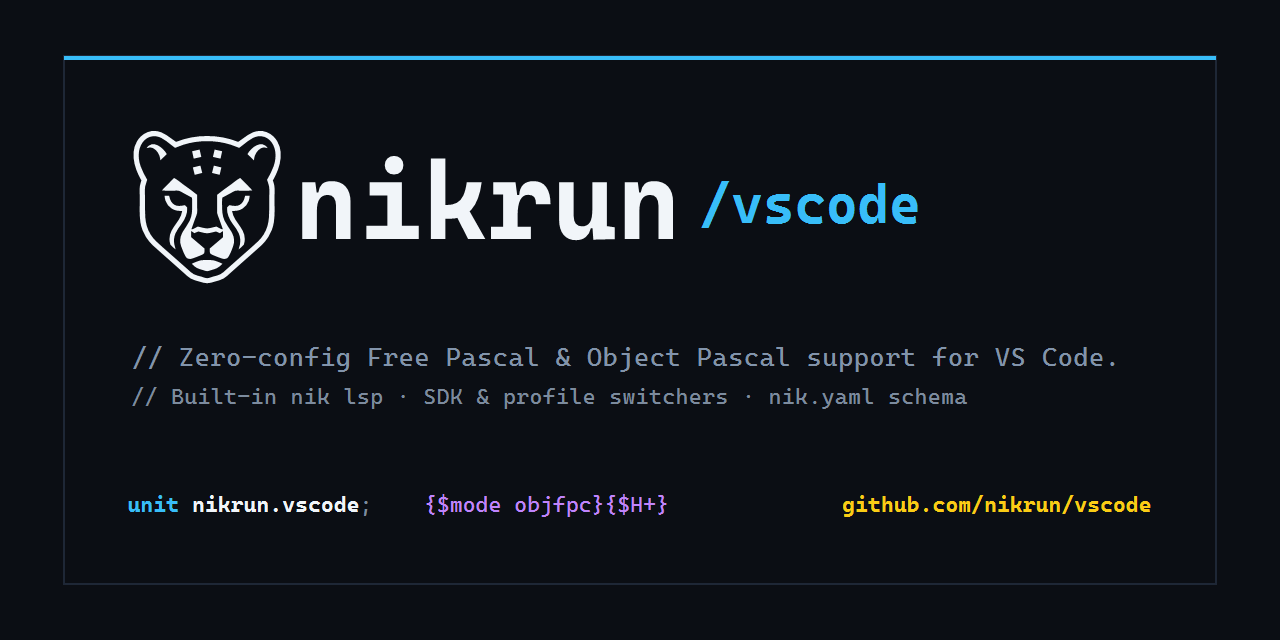 nikrun /vscode
// Zero-config Free Pascal & Object Pascal support for VS Code.
// Built-in nik lsp · SDK & profile switchers · nik.yaml schema
unit nikrun.vscode; {$mode objfpc}{$H+} github.com/nikrun/vscode